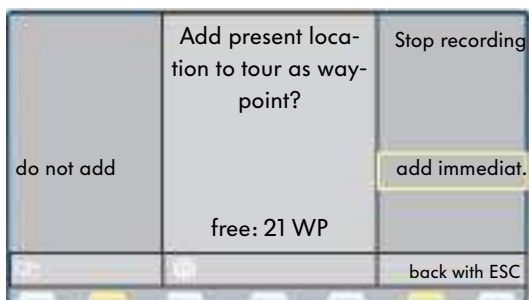 Add present loca-
tion to tour as way-
point?
Stop recording
do not add
add immediat.
free: 21 WP
back with ESC